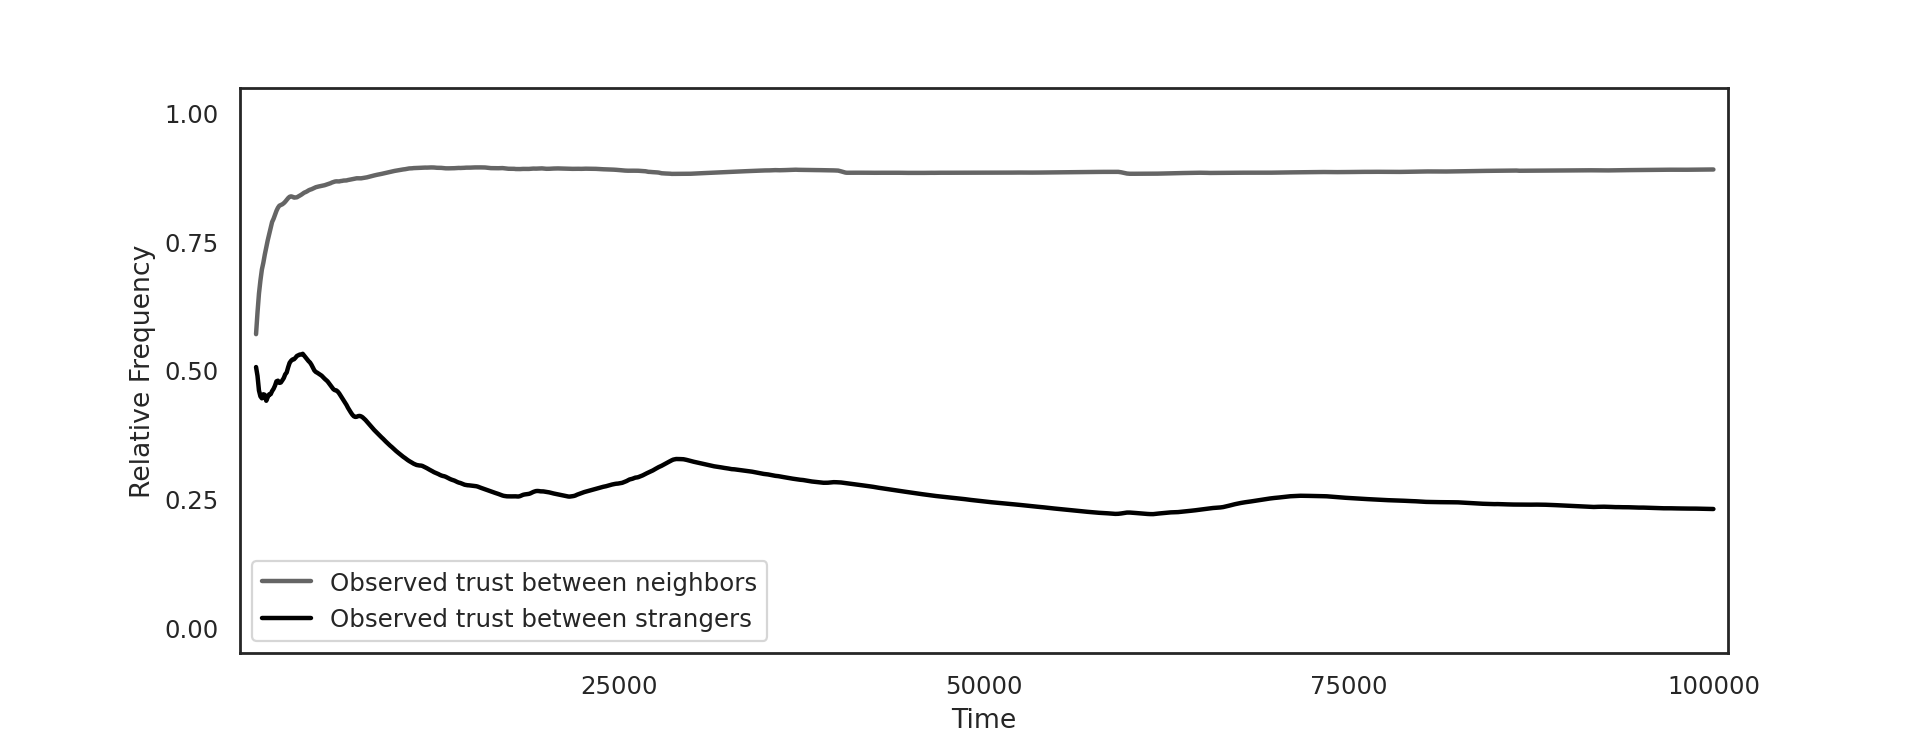 1.00
0.75
0.50
0.25
0.00
Relative Frequency
Observed trust between neighbors
Observed trust between strangers
25000 50000 75000 100000
Time